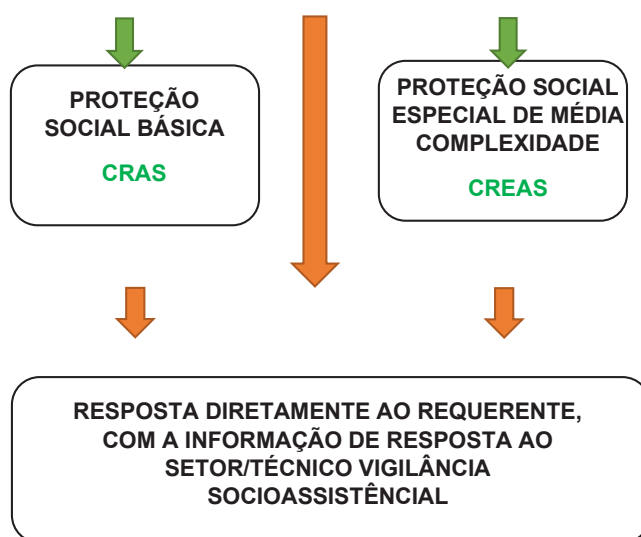 PROTEÇÃO
SOCIAL BÁSICA
CRAS
PROTEÇÃO SOCIAL
ESPECIAL DE MÉDIA
COMPLEXIDADE
CREAS
RESPOSTA DIRETAMENTE AO REQUERENTE,
COM A INFORMAÇÃO DE RESPOSTA AO
SETOR/TÉCNICO VIGILÂNCIA
SOCIOASSISTÊNCIAL